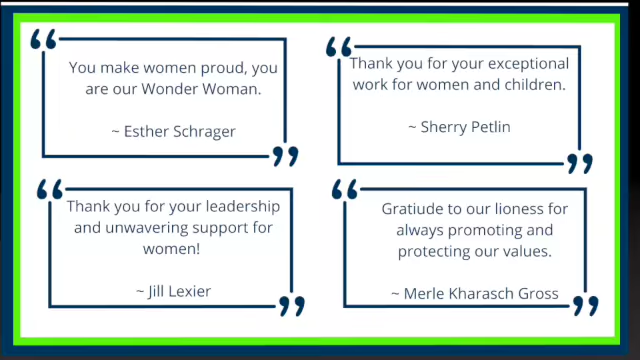 You make women proud, you
are our Wonder Woman.
~ Esther Schrager
Thank you for your exceptional
work for women and children.
~ Sherry Petlin
Thank you for your leadership
and unwavering support for
women!
~ Jill Lexier
Gratiude to our lioness for
always promoting and
protecting our values.
~ Merle Kharasch Gross